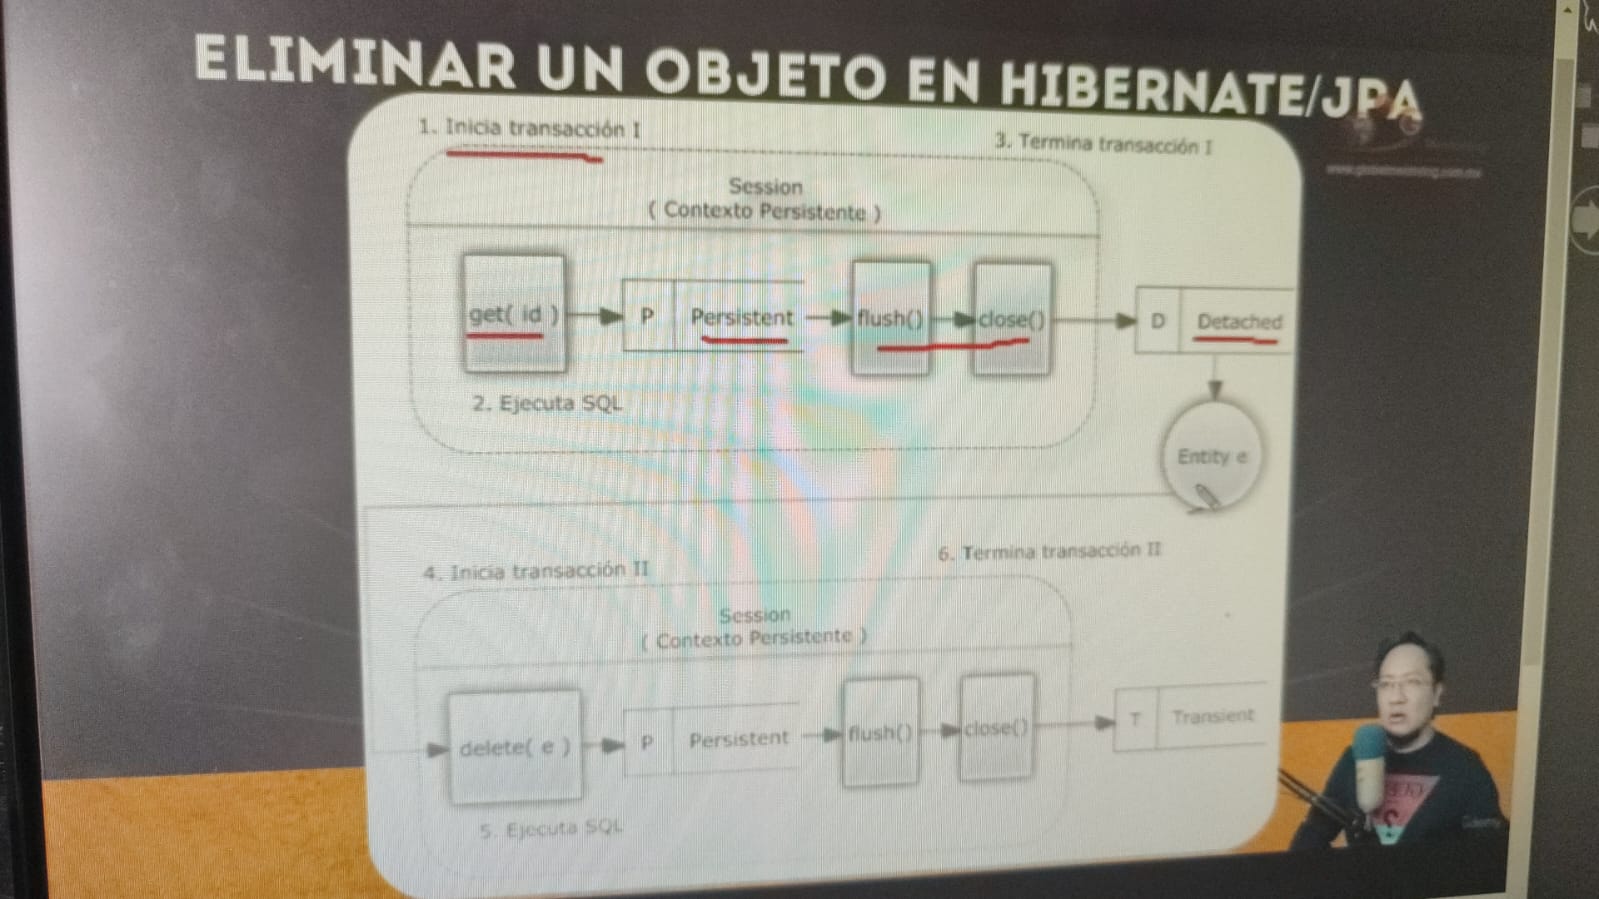 ELIMINAR UN OBJETO EN HIBERNATE/JPA
1. Inicia transacción I
3. Termina transacción I
Session
( Contexto Persistente )
get( id )
P
Persistent
flush()
close()
D
Detached
2. Ejecuta SQL
Entity e
4. Inicia transacción II
6. Termina transacción II
Session
( Contexto Persistente )
delete( e )
P
Persistent
flush()
close()
T
Transient
5. Ejecuta SQL